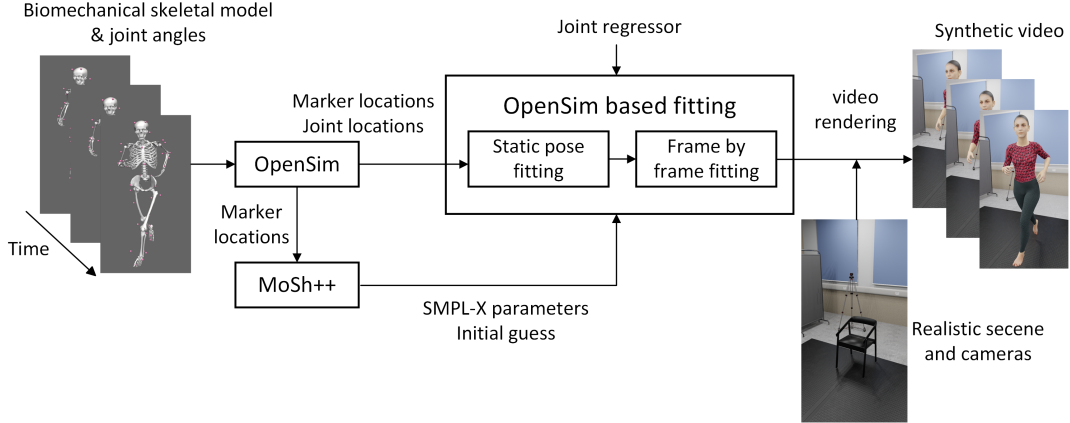 Biomechanical skeletal model
& joint angles
Time
OpenSim
Marker
locations
MoSh++
Marker locations
Joint locations
SMPL-X parameters
Initial guess
Joint regressor
OpenSim based fitting
Static pose
fitting
Frame by
frame fitting
video
rendering
Synthetic video
Realistic secene
and cameras